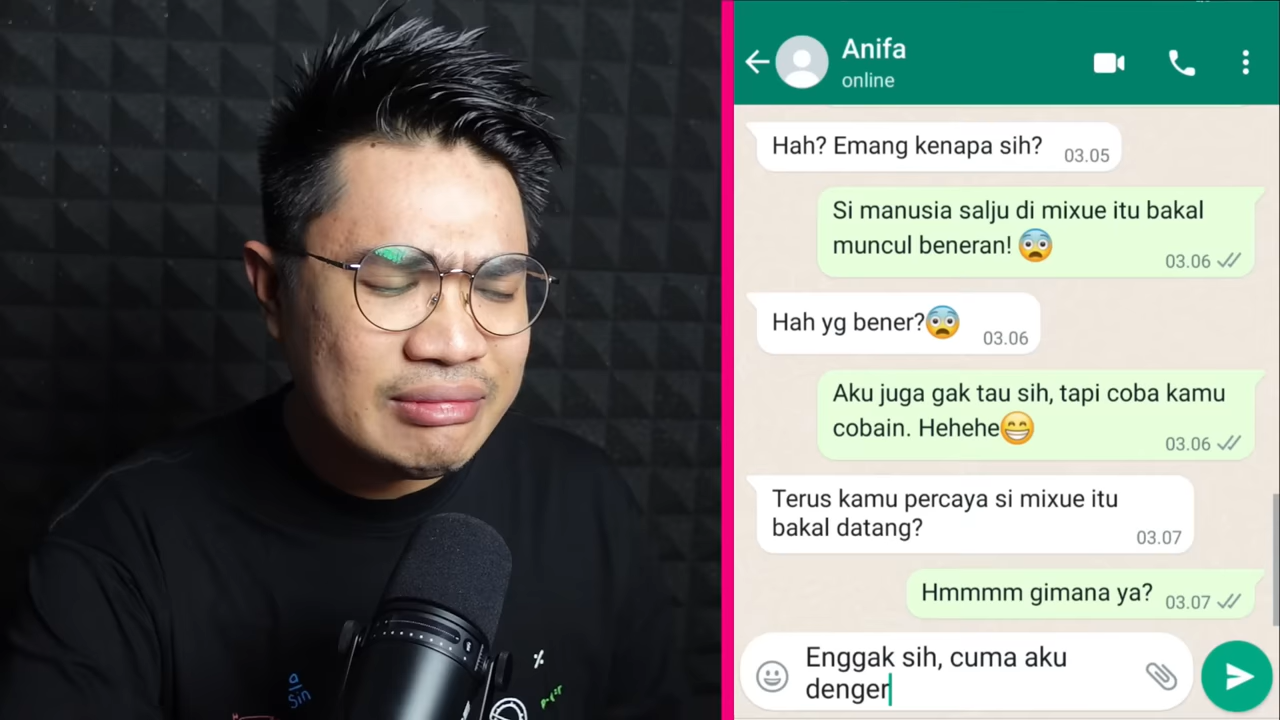 Anifa
online
Hah? Emang kenapa sih?
03.05
Si manusia salju di mixue itu bakal
muncul beneran! 😨
03.06
Hah yg bener?😨
03.06
Aku juga gak tau sih, tapi coba kamu
cobain. Hehehe😁
03.06
Terus kamu percaya si mixue itu
bakal datang?
03.07
Hmmmm gimana ya?
03.07
Enggak sih, cuma aku
denger
a
Sin
%